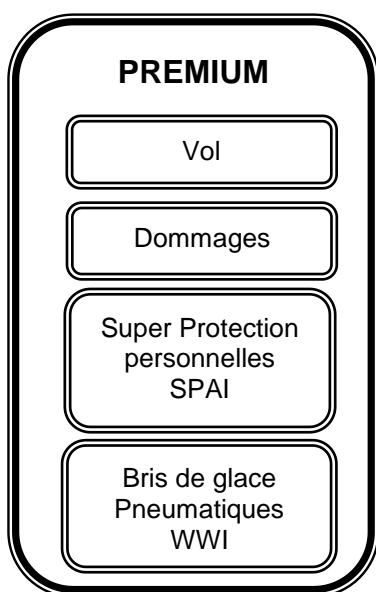 PREMIUM
Vol
Dommages
Super Protection
personnelles
SPAI
Bris de glace
Pneumatiques
WWI